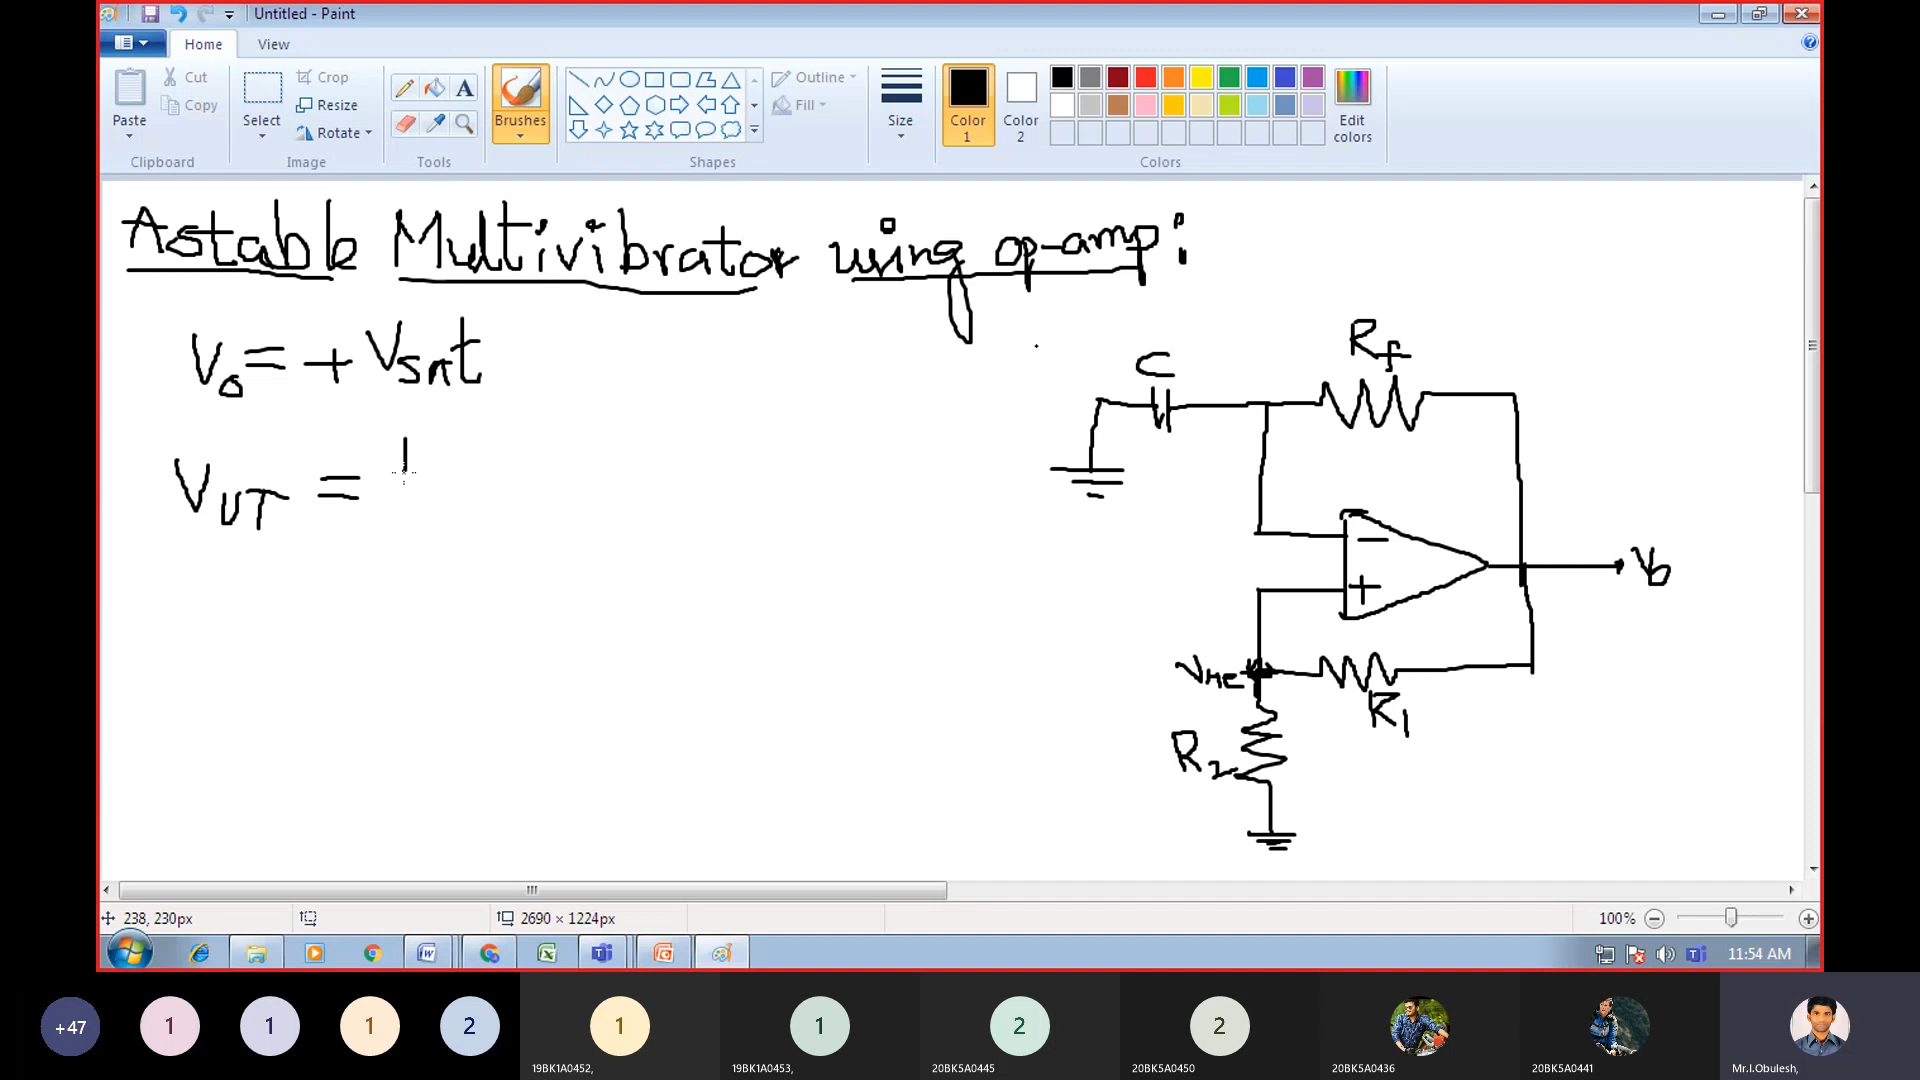 Untitled - Paint
Home View
Paste Cut Copy Clipboard
Select Crop Resize Rotate Image
Tools
Brushes
Outline Fill Shapes
Size
Color 1 Color 2 Edit colors Colors
Astable Multivibrator using op-amp:
V0 = + Vsat
VUT =
C
Rf
−
+
Vo
R1
R2
238, 230px
2690 × 1224px
100%
11:54 AM
+47 1 1 1 2 1 1 2 2
19BK1A0452, 19BK1A0453, 20BK5A0445 20BK5A0450 20BK5A0436 20BK5A0441 Mr.I.Obulesh,